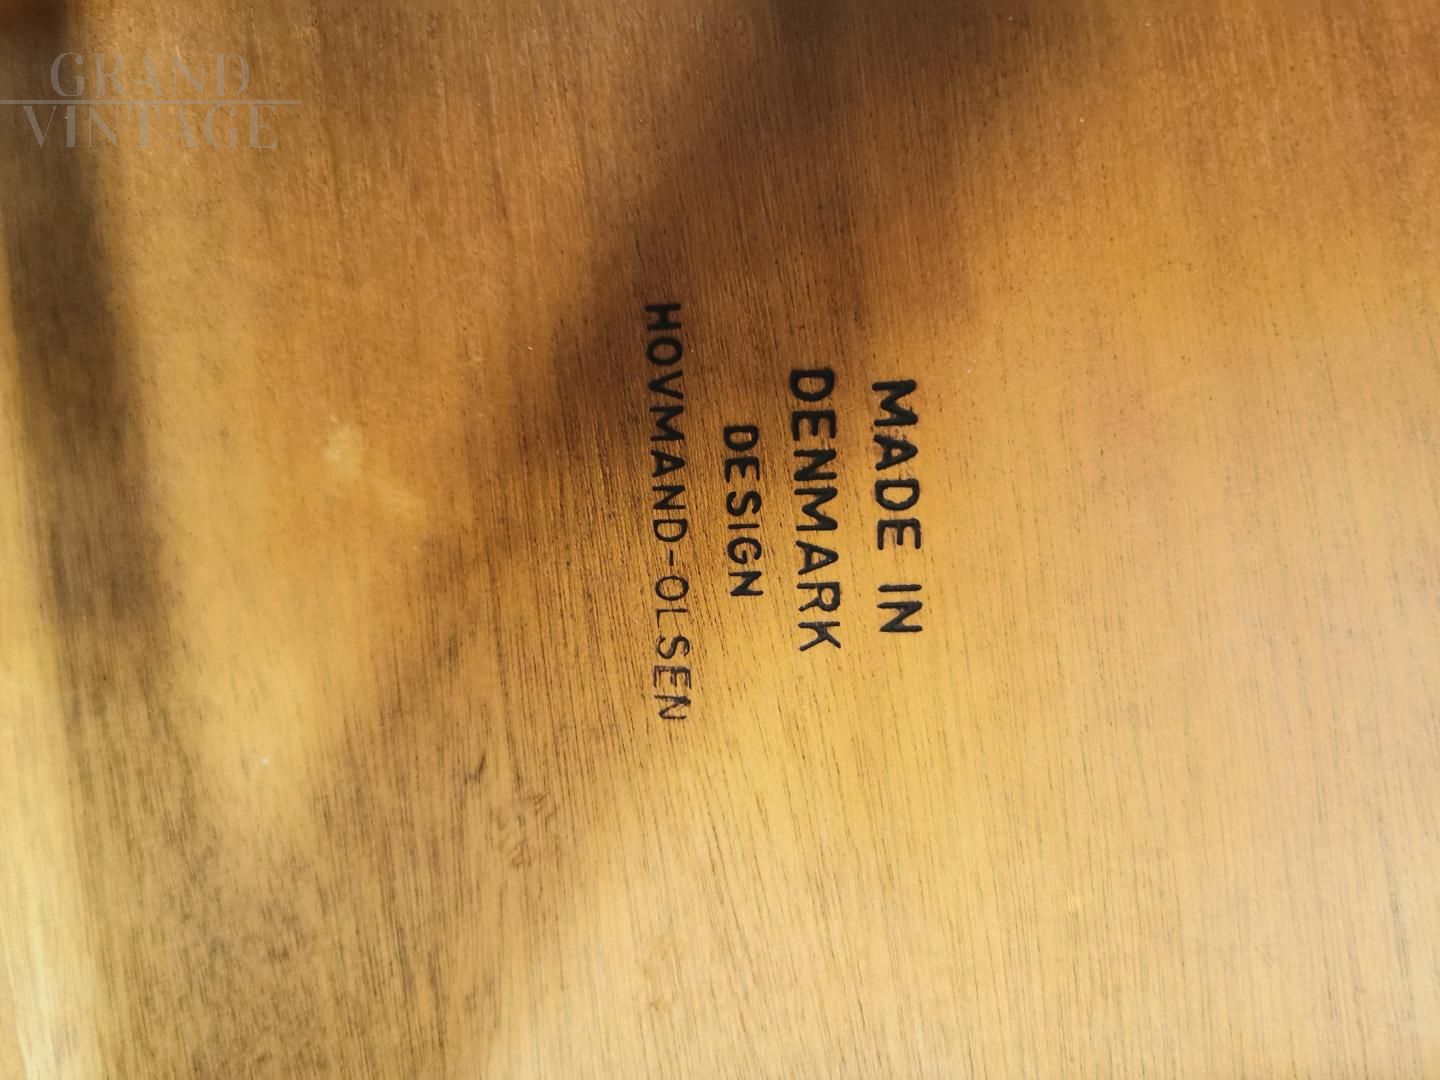 GRAND
VINTAGE
MADE IN
DENMARK
DESIGN
HOVMAND-OLSEN